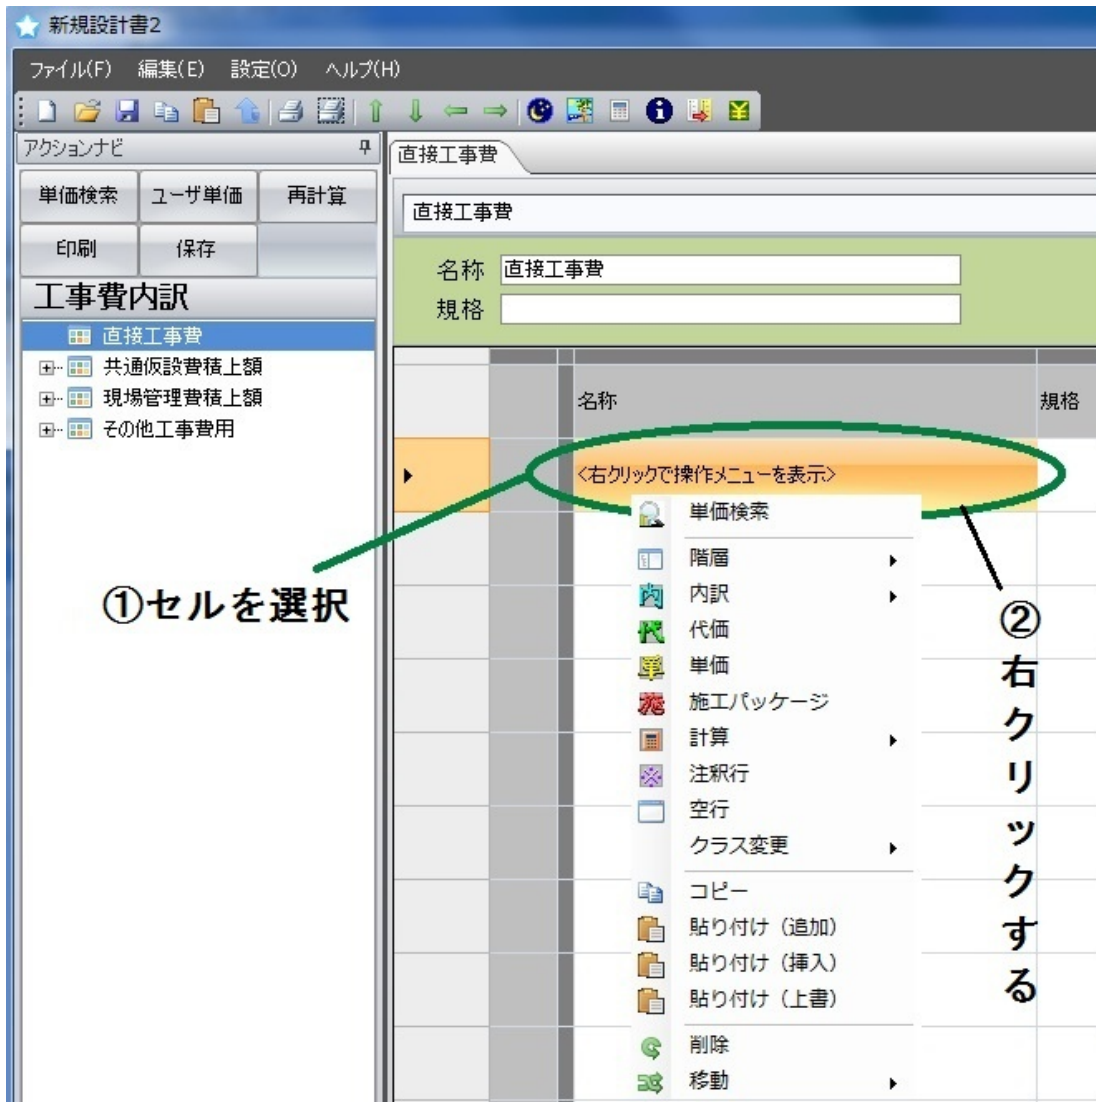 新規設計書2
ファイル(F) 編集(E) 設定(O) ヘルプ(H)
アクションナビ
単価検索 ユーザ単価 再計算
印刷 保存
工事費内訳
直接工事費
共通仮設費積上額
現場管理費積上額
その他工事費用
直接工事費
直接工事費
名称 直接工事費
規格
名称 規格
<右クリックで操作メニューを表示>
単価検索
階層
内訳
代価
単価
施工パッケージ
計算
注釈行
空行
クラス変更
コピー
貼り付け（追加）
貼り付け（挿入）
貼り付け（上書）
削除
移動
①セルを選択
②右クリックする